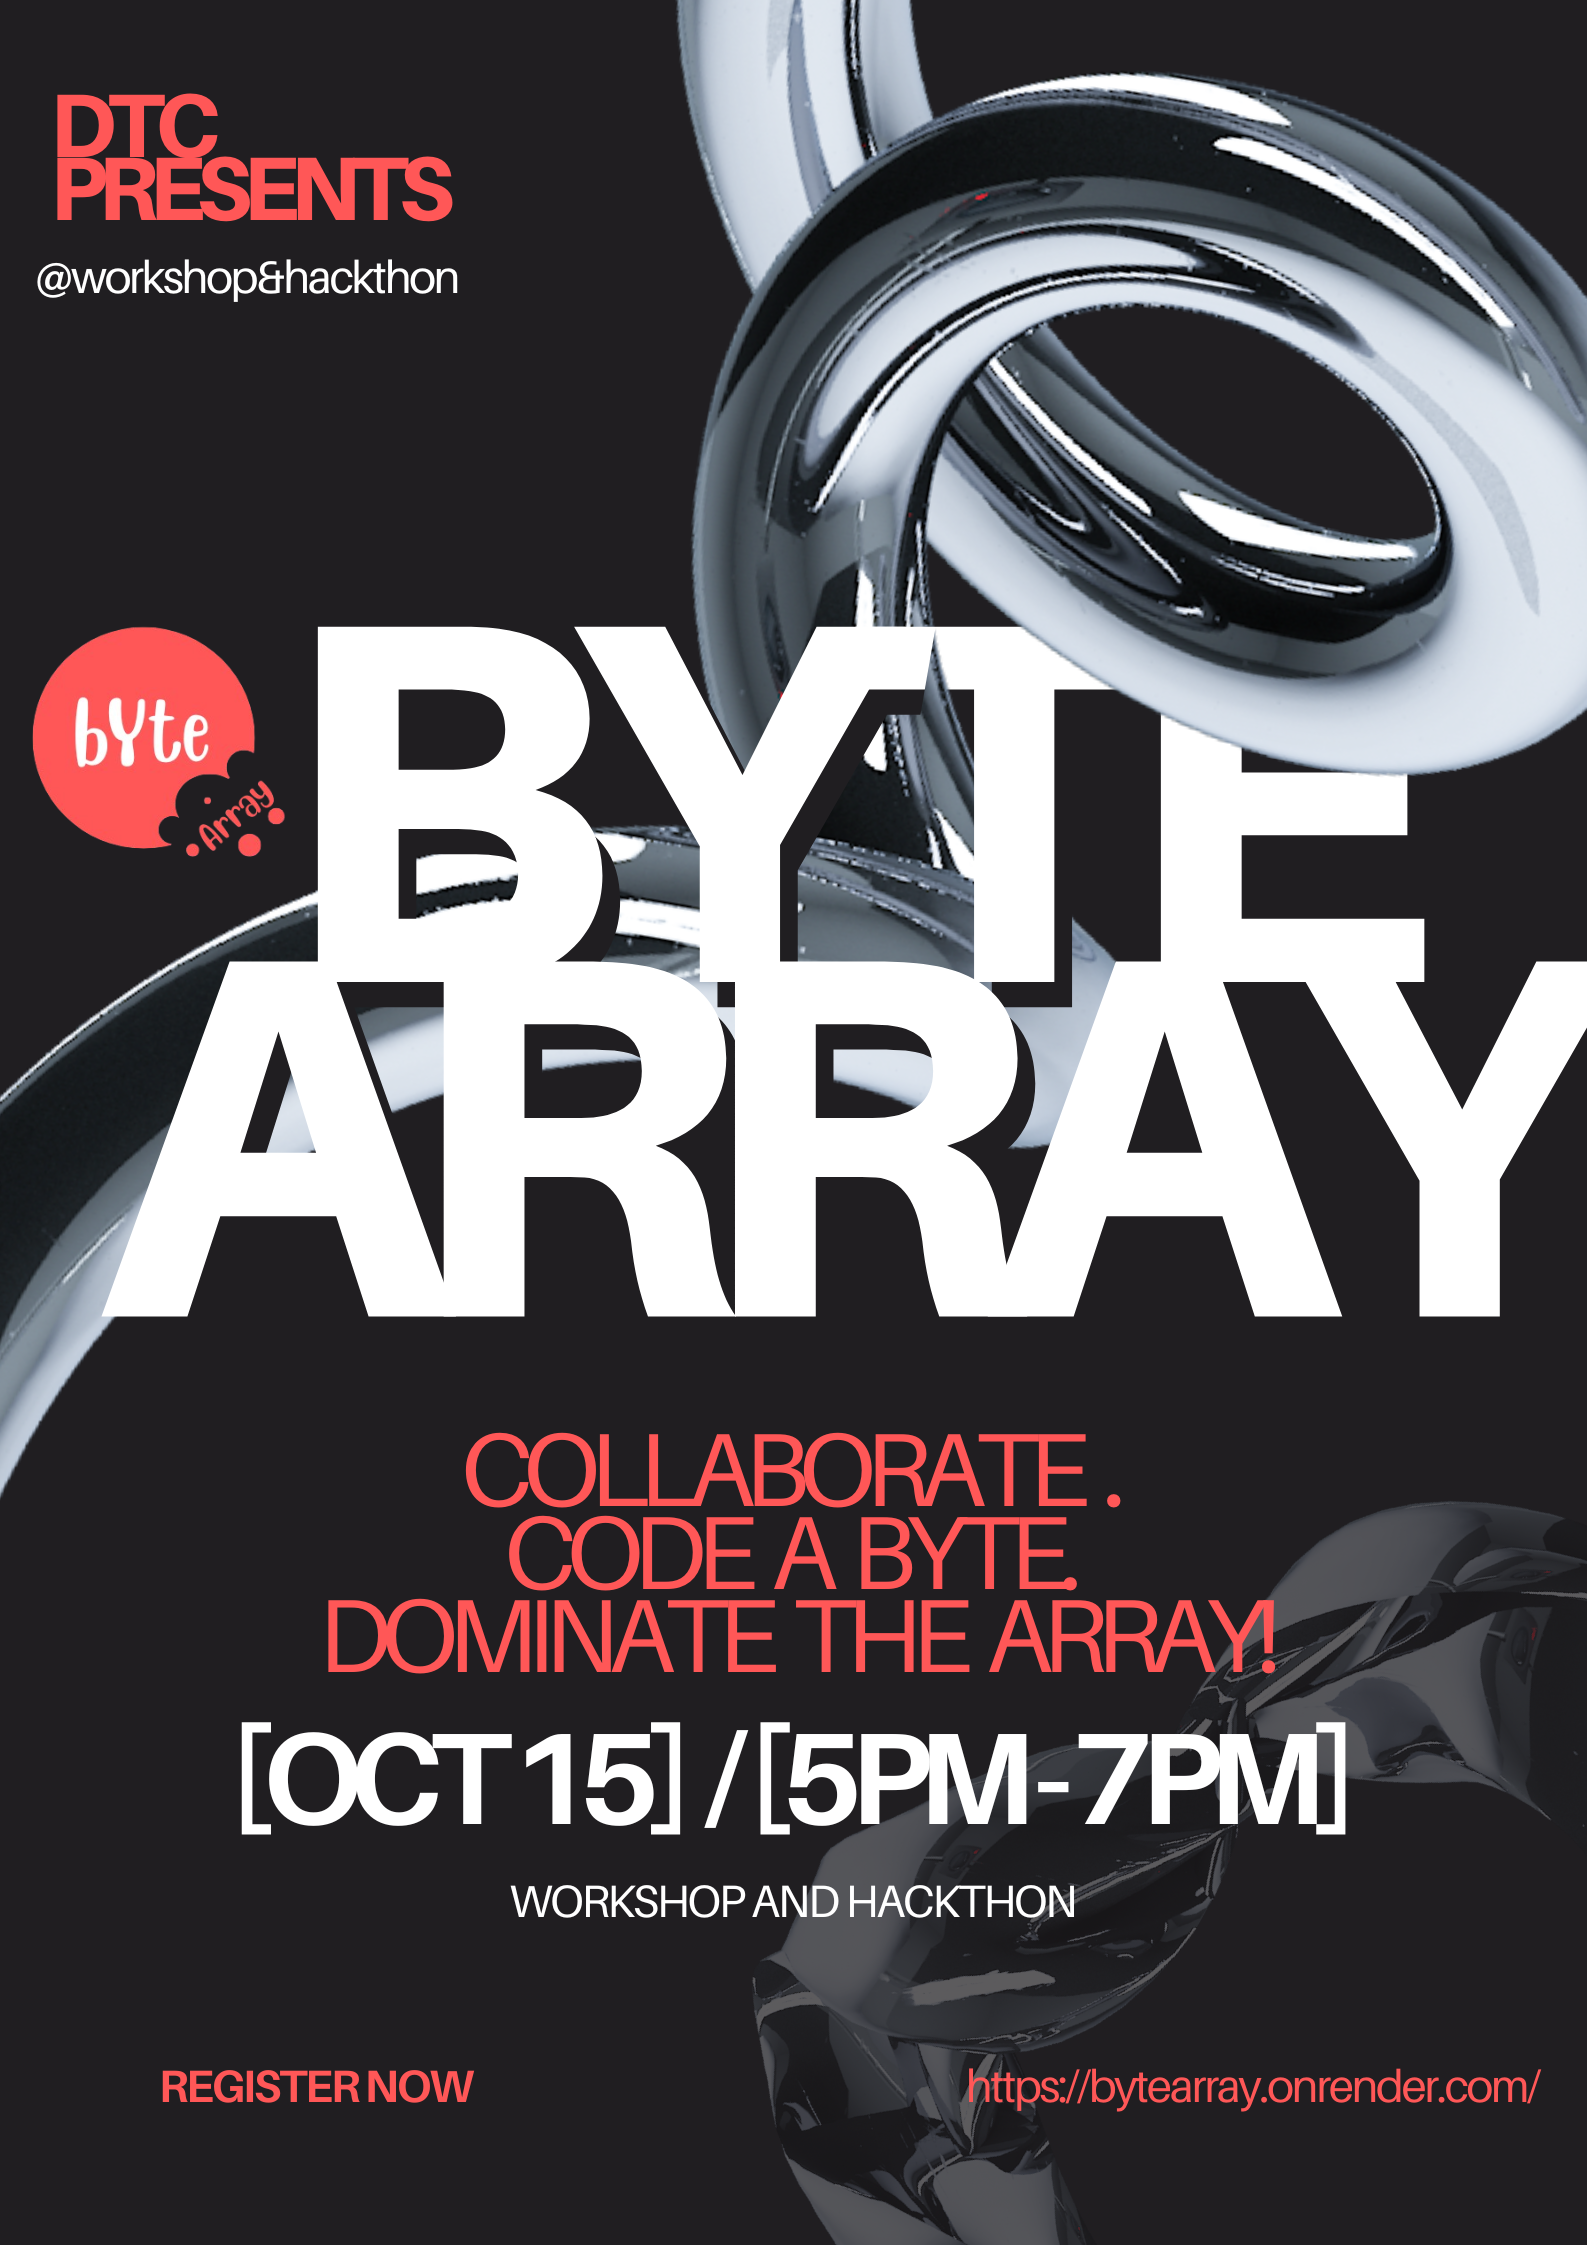 DTC
PRESENTS
@workshop&hackthon
bYte
Array
BYTE
ARRAY
COLLABORATE .
CODE A BYTE.
DOMINATE THE ARRAY!
[OCT 15] / [5PM - 7PM]
WORKSHOP AND HACKTHON
REGISTER NOW
https://bytearray.onrender.com/